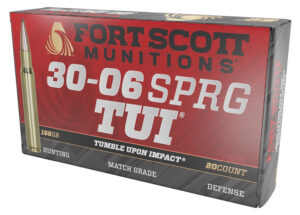 FORT SCOTT
MUNITIONS®
30-06 SPRG
TUI®
168GR
TUMBLE UPON IMPACT®
20COUNT
HUNTING
MATCH GRADE
DEFENSE